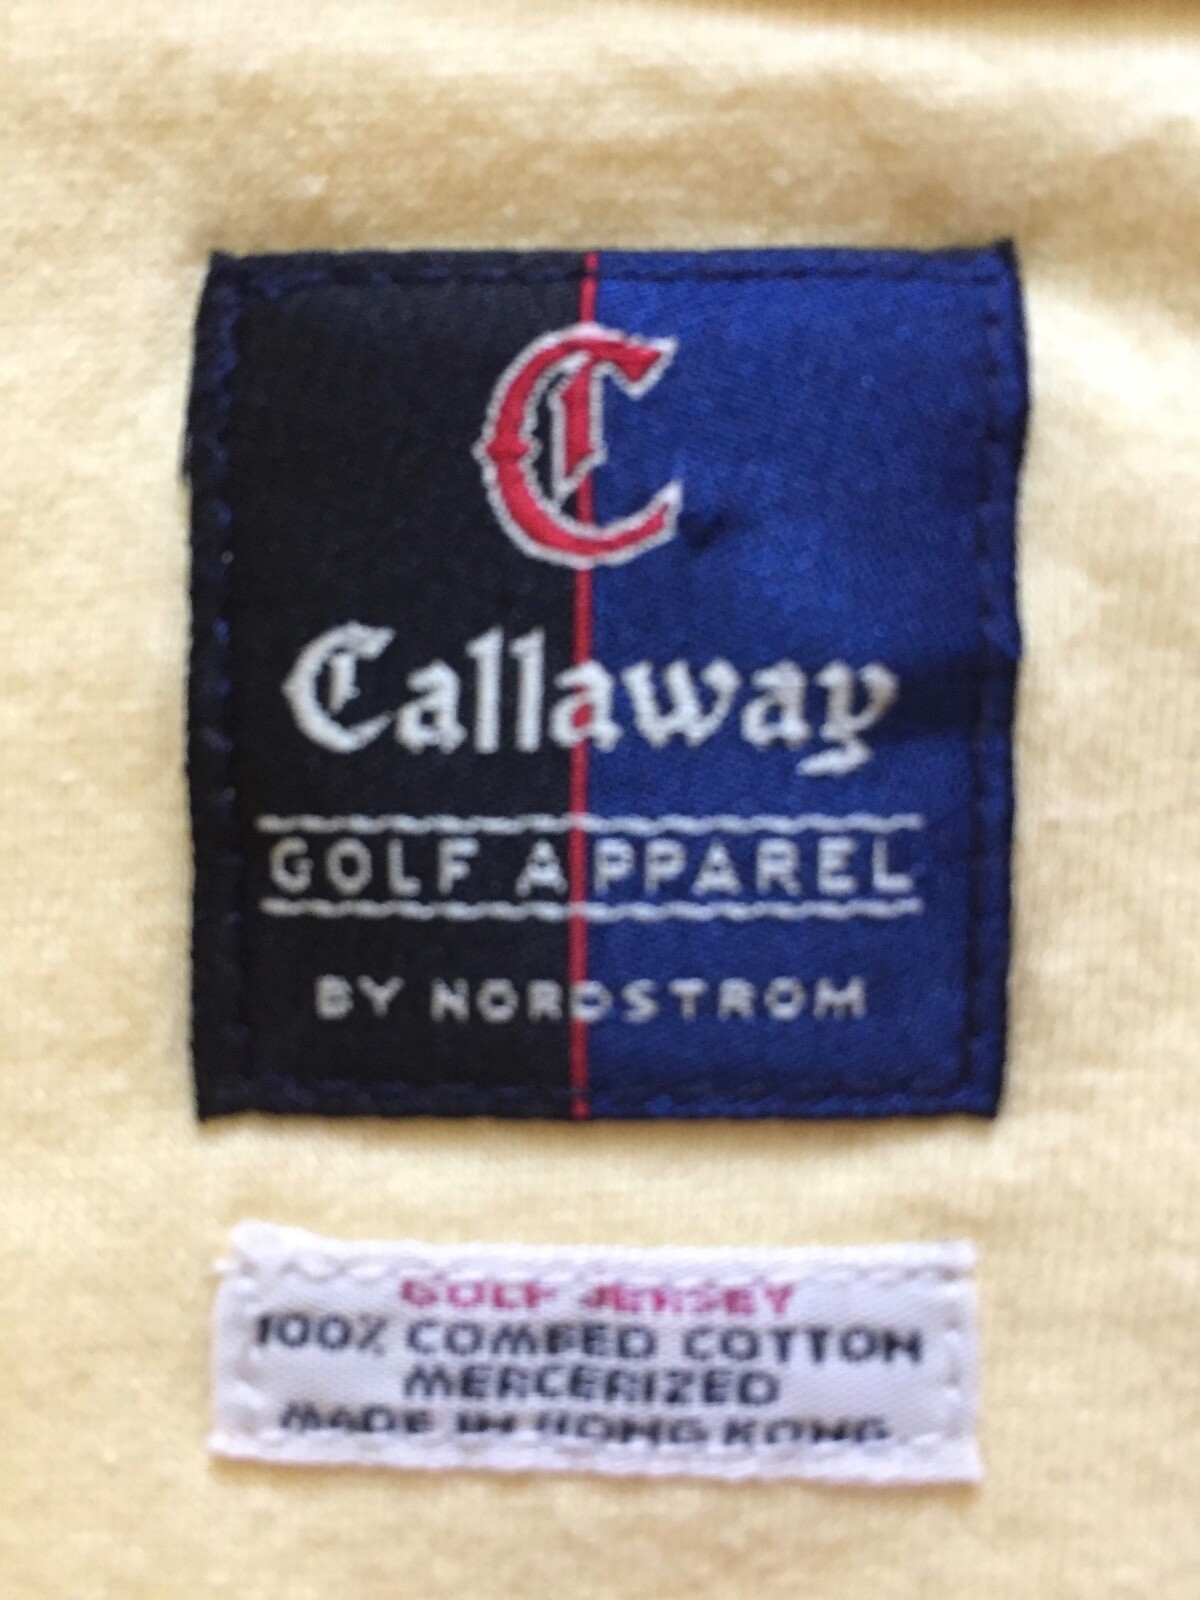 C
Callaway
GOLF APPAREL
BY NORDSTROM
GOLF JERSEY
100% COMBED COTTON
MERCERIZED
MADE IN HONG KONG